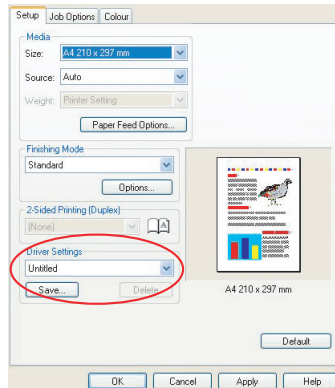 Setup Job Options Colour
Media
Size: A4 210 x 297 mm
Source: Auto
Weight: Printer Setting
Paper Feed Options...
Finishing Mode
Standard
Options...
2-Sided Printing (Duplex)
(None)
A
Driver Settings
Untitled
Save... Delete
A4 210 x 297 mm
Default
OK Cancel Apply Help